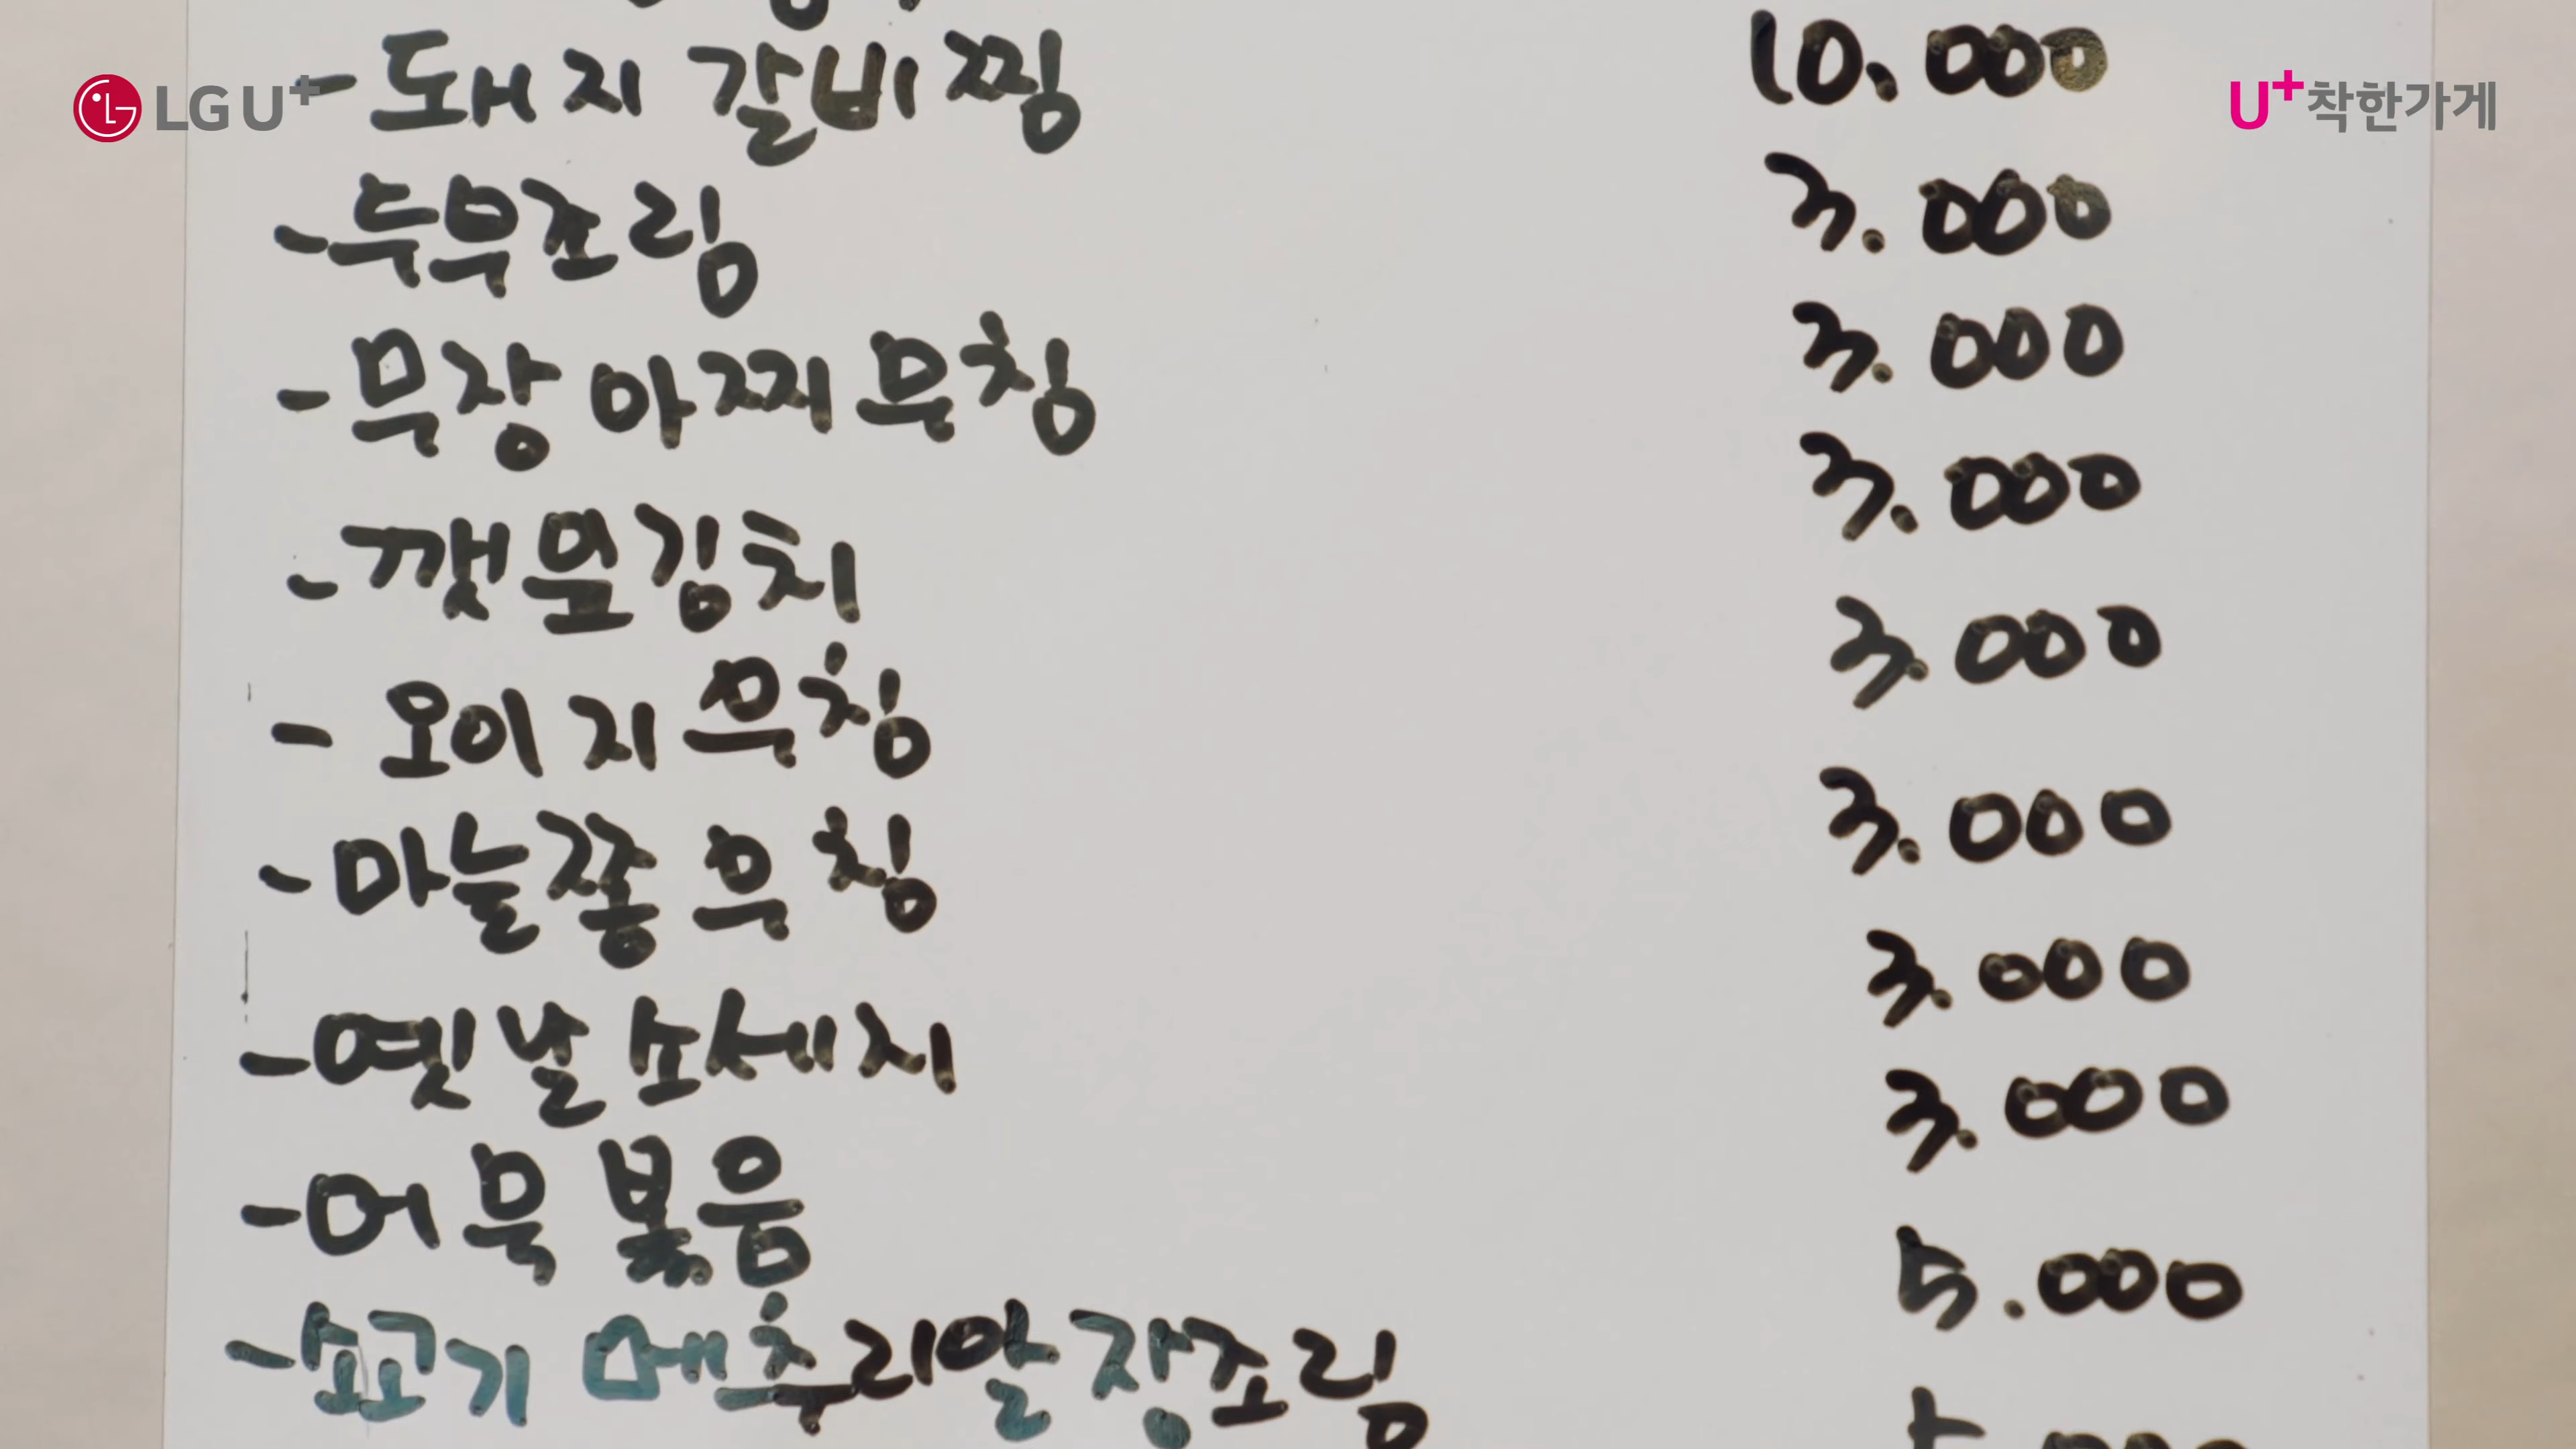 LG U+
U+착한가게
- 돼지 갈비찜 10.000
- 두부조림 3.000
- 무장아찌무침 3.000
- 깻잎김치 3.000
- 오이지무침 3.000
- 마늘쫑무침 3.000
- 옛날소세지 3.000
- 어묵볶음 3.000
- 소고기 메추리알장조림 5.000